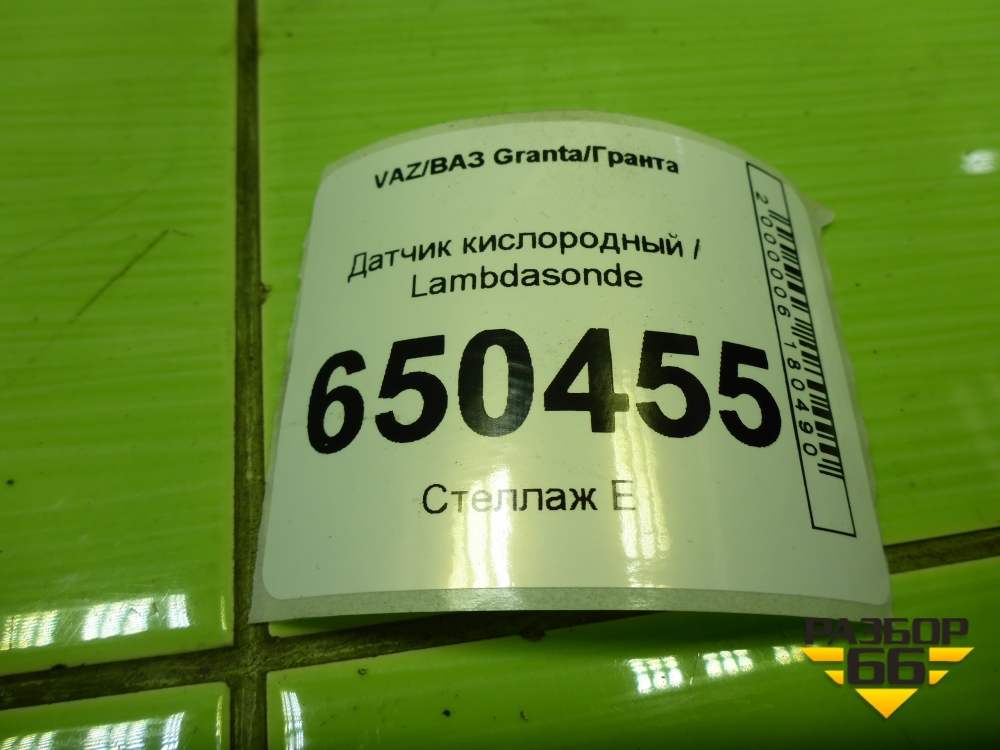 VAZ/ВАЗ Granta/Гранта
Датчик кислородный /
Lambdasonde
650455
Стеллаж Е
2000006180490
РАЗБОР
66